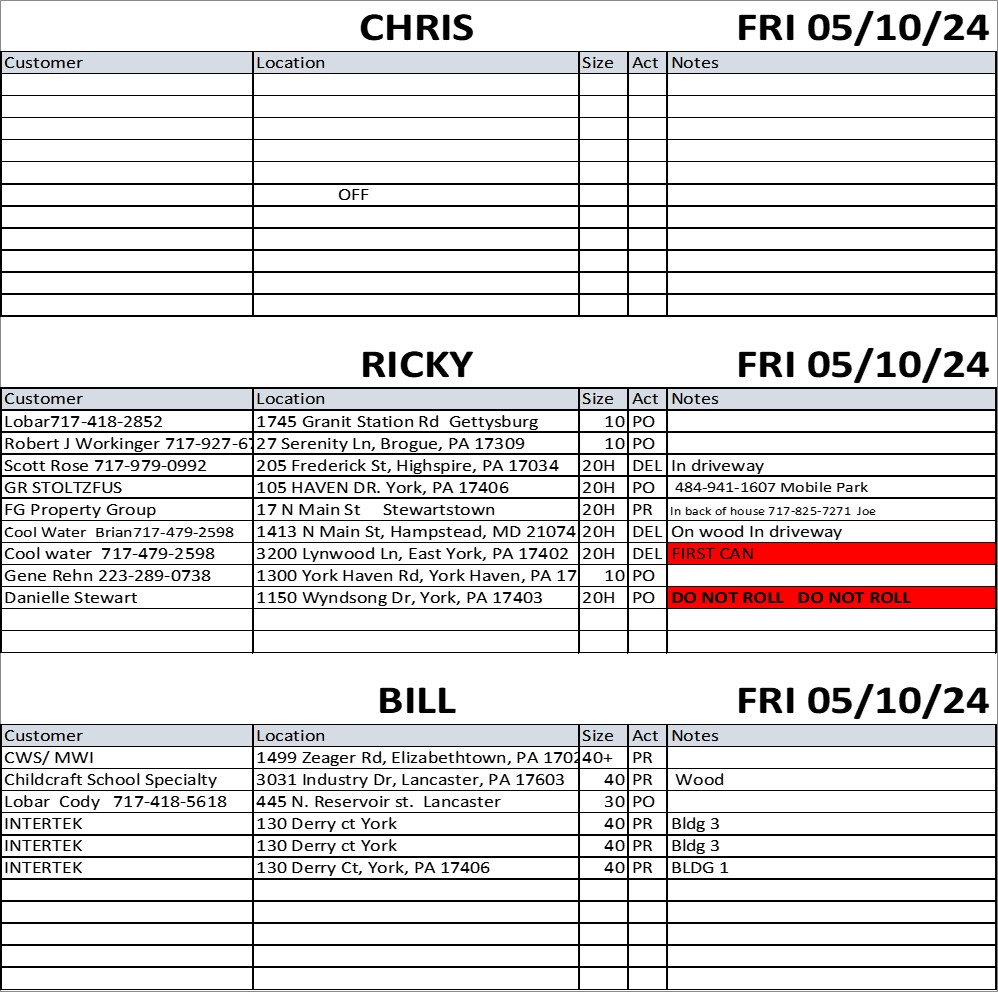 CHRIS FRI 05/10/24
Customer Location Size Act Notes
OFF
RICKY FRI 05/10/24
Customer Location Size Act Notes
Lobar717-418-2852 1745 Granit Station Rd Gettysburg 10 PO
Robert J Workinger 717-927-67 27 Serenity Ln, Brogue, PA 17309 10 PO
Scott Rose 717-979-0992 205 Frederick St, Highspire, PA 17034 20H DEL In driveway
GR STOLTZFUS 105 HAVEN DR. York, PA 17406 20H PO 484-941-1607 Mobile Park
FG Property Group 17 N Main St Stewartstown 20H PR In back of house 717-825-7271 Joe
Cool Water Brian717-479-2598 1413 N Main St, Hampstead, MD 21074 20H DEL On wood In driveway
Cool water 717-479-2598 3200 Lynwood Ln, East York, PA 17402 20H DEL FIRST CAN
Gene Rehn 223-289-0738 1300 York Haven Rd, York Haven, PA 17 10 PO
Danielle Stewart 1150 Wyndsong Dr, York, PA 17403 20H PO DO NOT ROLL DO NOT ROLL
BILL FRI 05/10/24
Customer Location Size Act Notes
CWS/ MWI 1499 Zeager Rd, Elizabethtown, PA 1702 40+ PR
Childcraft School Specialty 3031 Industry Dr, Lancaster, PA 17603 40 PR Wood
Lobar Cody 717-418-5618 445 N. Reservoir st. Lancaster 30 PO
INTERTEK 130 Derry ct York 40 PR Bldg 3
INTERTEK 130 Derry ct York 40 PR Bldg 3
INTERTEK 130 Derry Ct, York, PA 17406 40 PR BLDG 1